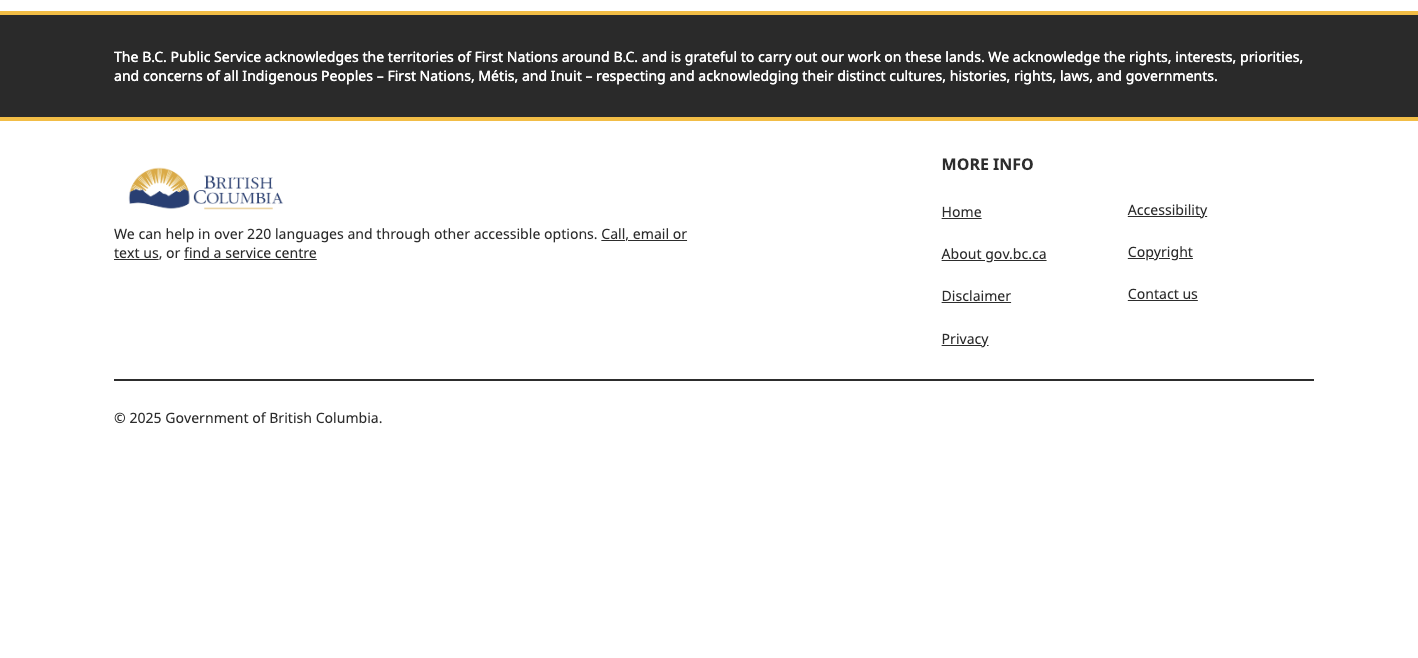 The B.C. Public Service acknowledges the territories of First Nations around B.C. and is grateful to carry out our work on these lands. We acknowledge the rights, interests, priorities,
and concerns of all Indigenous Peoples – First Nations, Métis, and Inuit – respecting and acknowledging their distinct cultures, histories, rights, laws, and governments.
BRITISH
COLUMBIA
We can help in over 220 languages and through other accessible options. Call, email or
text us, or find a service centre
MORE INFO
Home
About gov.bc.ca
Disclaimer
Privacy
Accessibility
Copyright
Contact us
© 2025 Government of British Columbia.